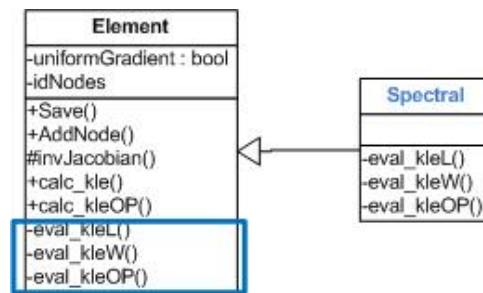 Element
-uniformGradient : bool
-idNodes
+Save()
+AddNode()
#invJacobian()
+calc_kle()
+calc_kleOP()
-eval_kleL()
-eval_kleW()
-eval_kleOP()
Spectral
-eval_kleL()
-eval_kleW()
-eval_kleOP()